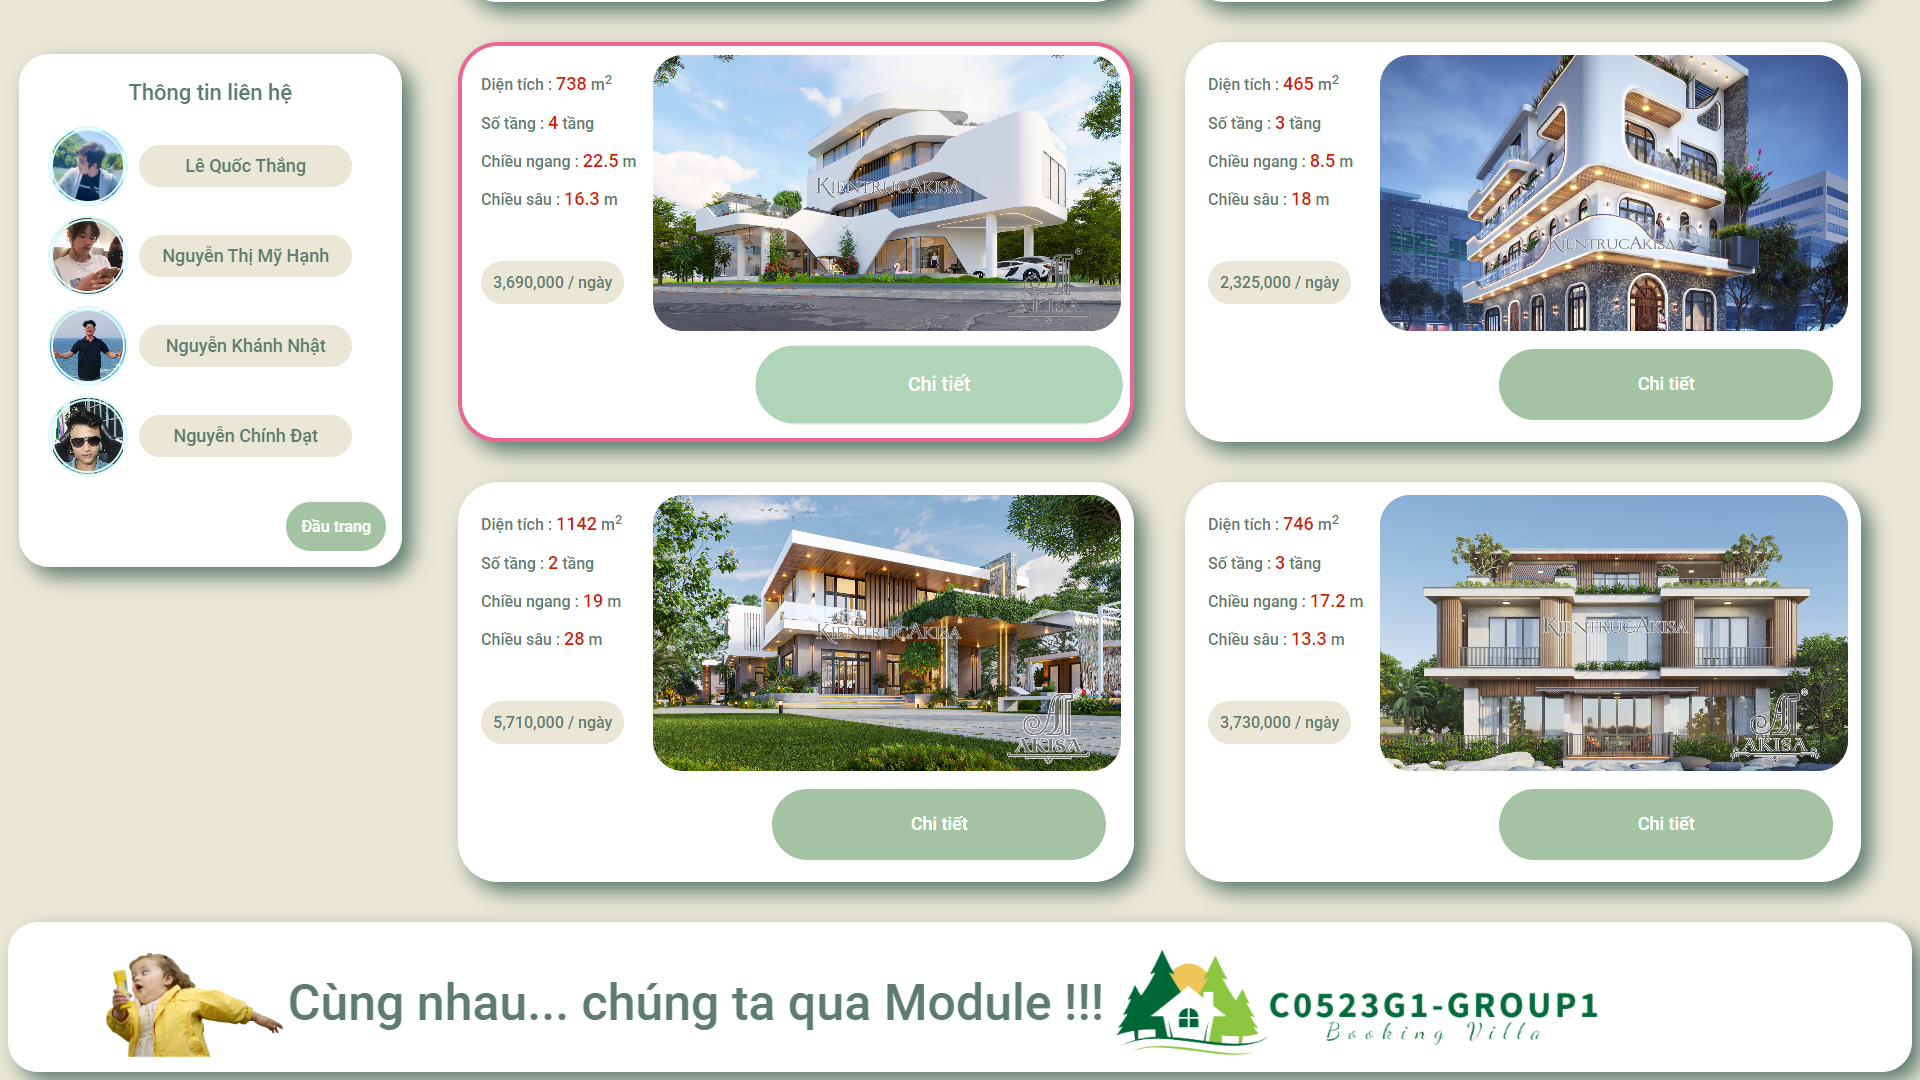 Thông tin liên hệ
Lê Quốc Thắng
Nguyễn Thị Mỹ Hạnh
Nguyễn Khánh Nhật
Nguyễn Chính Đạt
Đầu trang
Diện tích : 738 m2
Số tầng : 4 tầng
Chiều ngang : 22.5 m
Chiều sâu : 16.3 m
3,690,000 / ngày
KIENTRUCAKISA
AKISA
Chi tiết
Diện tích : 465 m2
Số tầng : 3 tầng
Chiều ngang : 8.5 m
Chiều sâu : 18 m
2,325,000 / ngày
KIENTRUCAKISA
Chi tiết
Diện tích : 1142 m2
Số tầng : 2 tầng
Chiều ngang : 19 m
Chiều sâu : 28 m
5,710,000 / ngày
KIENTRUCAKISA
AKISA
Chi tiết
Diện tích : 746 m2
Số tầng : 3 tầng
Chiều ngang : 17.2 m
Chiều sâu : 13.3 m
3,730,000 / ngày
KIENTRUCAKISA
AKISA
Chi tiết
Cùng nhau... chúng ta qua Module !!!
C0523G1-GROUP1
Booking Villa